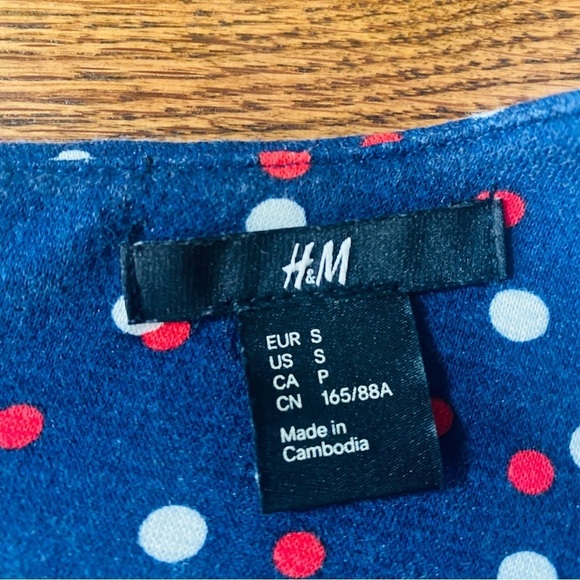 H&M
EUR S
US S
CA P
CN 165/88A
Made in
Cambodia